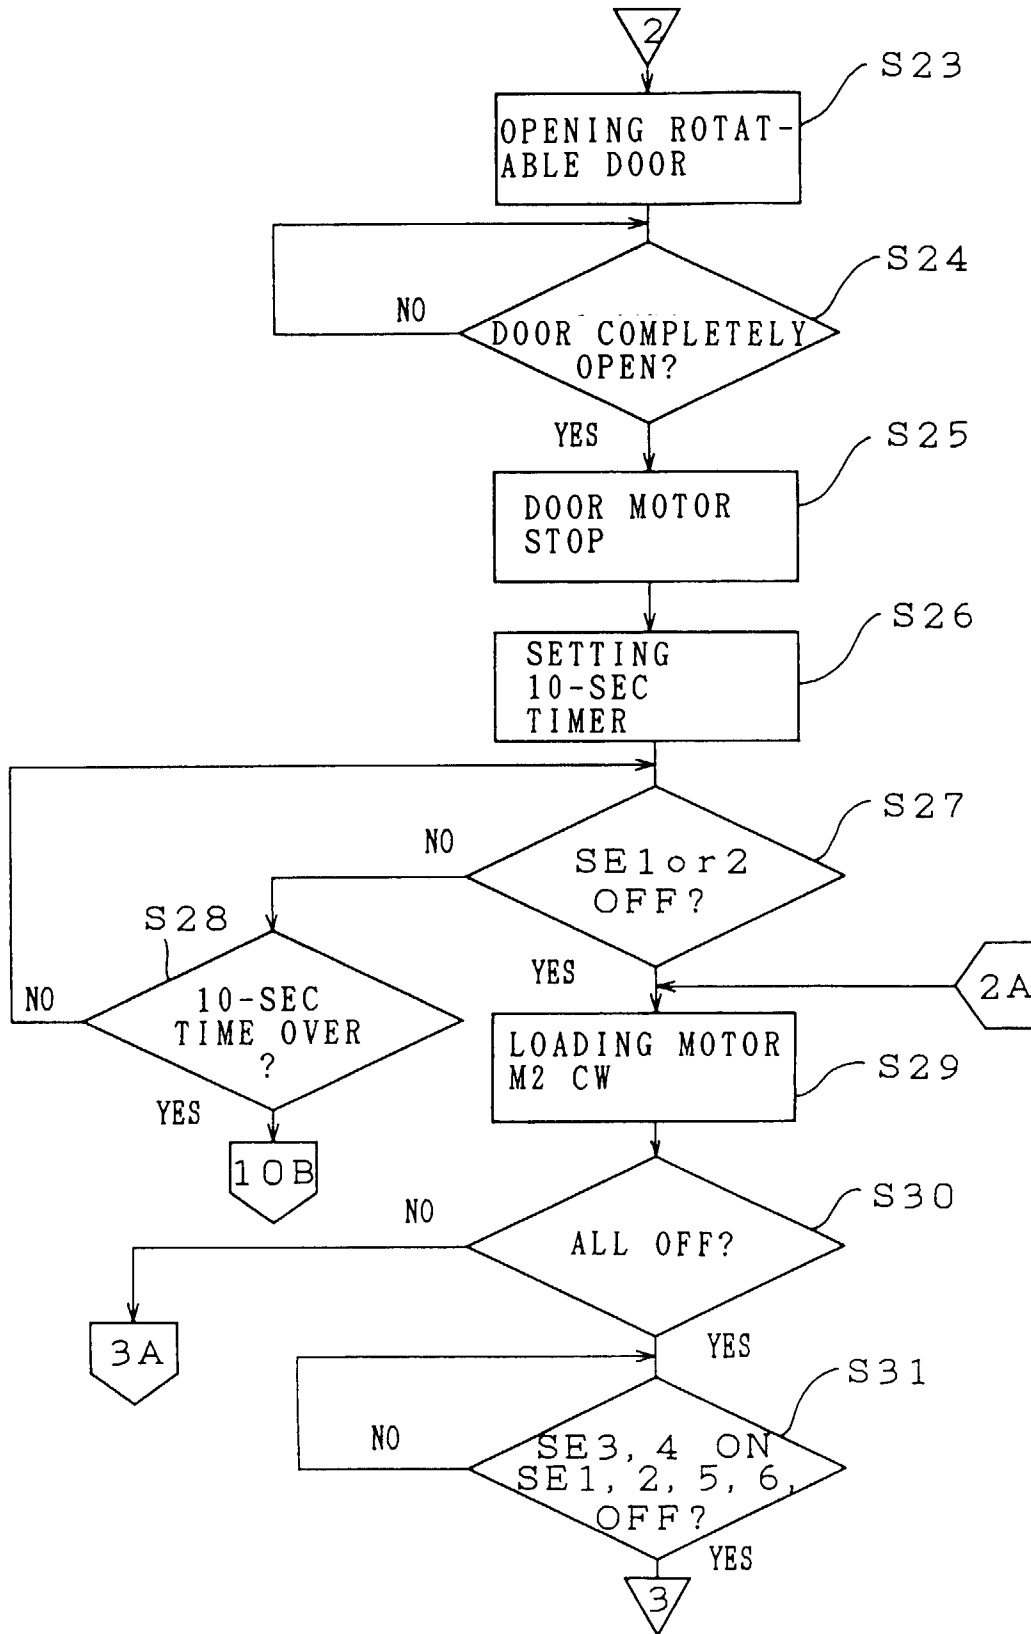 2
S23
OPENING ROTAT-
ABLE DOOR
S24
NO
DOOR COMPLETELY
OPEN?
YES
S25
DOOR MOTOR
STOP
S26
SETTING
10-SEC
TIMER
S27
NO
SE1or2
OFF?
S28
YES
2A
NO
10-SEC
TIME OVER
?
LOADING MOTOR
M2 CW
S29
YES
10B
S30
NO
ALL OFF?
3A
YES
S31
NO
SE3, 4 ON
SE1, 2, 5, 6,
OFF?
YES
3